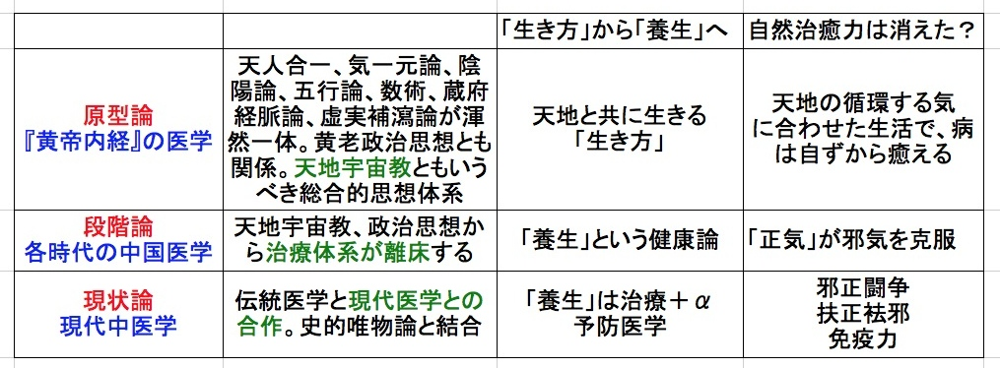 「生き方」から「養生」へ
自然治癒力は消えた?
原型論
『黄帝内経』の医学
天人合一、気一元論、陰
陽論、五行論、数術、蔵府
経脈論、虚実補瀉論が渾
然一体。黄老政治思想とも
関係。天地宇宙教ともいう
べき総合的思想体系
天地と共に生きる
「生き方」
天地の循環する気
に合わせた生活で、病
は自ずから癒える
段階論
各時代の中国医学
天地宇宙教、政治思想か
ら治療体系が離床する
「養生」という健康論
「正気」が邪気を克服
現状論
現代中医学
伝統医学と現代医学との
合作。史的唯物論と結合
「養生」は治療+α
予防医学
邪正闘争
扶正祛邪
免疫力